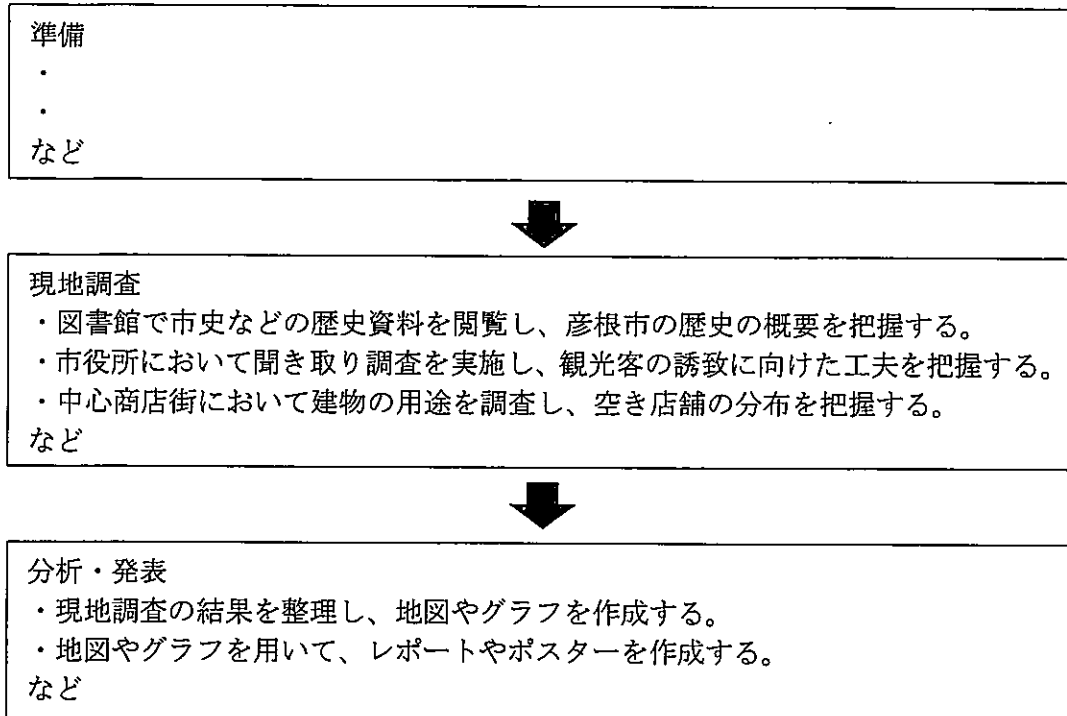 準備
・
・
など
現地調査
・図書館で市史などの歴史資料を閲覧し、彦根市の歴史の概要を把握する。
・市役所において聞き取り調査を実施し、観光客の誘致に向けた工夫を把握する。
・中心商店街において建物の用途を調査し、空き店舗の分布を把握する。
など
分析・発表
・現地調査の結果を整理し、地図やグラフを作成する。
・地図やグラフを用いて、レポートやポスターを作成する。
など